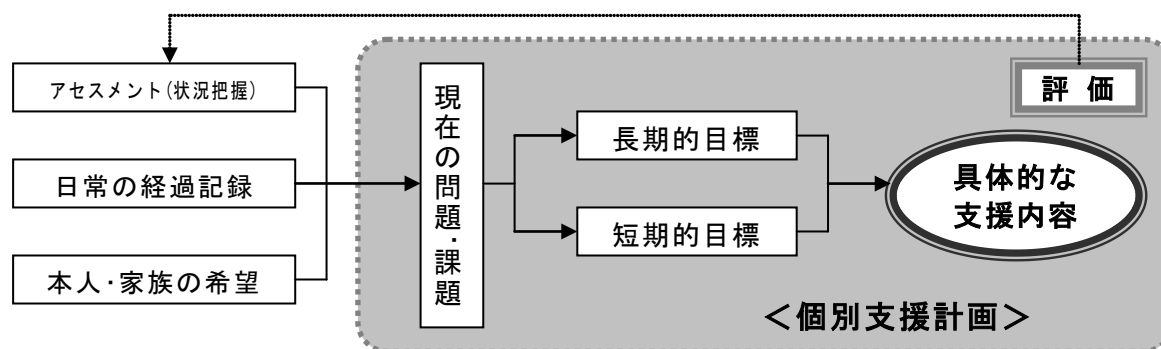 アセスメント(状況把握)
日常の経過記録
本人･家族の希望
現在の問題･課題
長期的目標
短期的目標
評価
具体的な
支援内容
＜個別支援計画＞